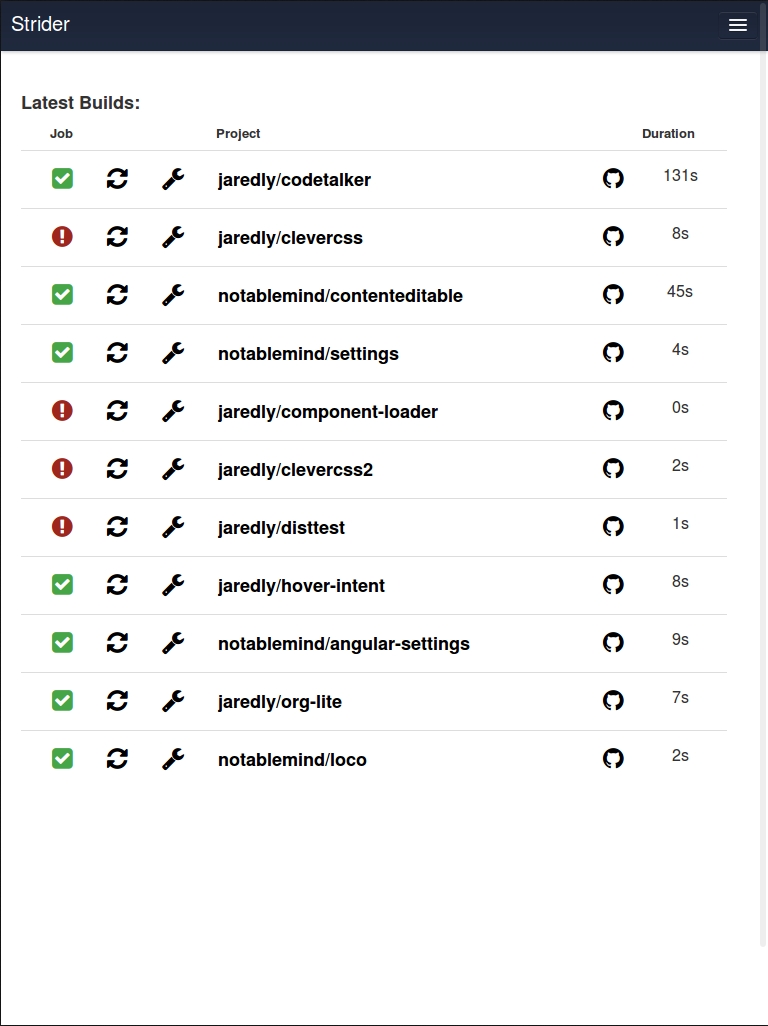 Strider
Latest Builds:
Job Project Duration
jaredly/codetalker 131s
jaredly/clevercss 8s
notablemind/contenteditable 45s
notablemind/settings 4s
jaredly/component-loader 0s
jaredly/clevercss2 2s
jaredly/disttest 1s
jaredly/hover-intent 8s
notablemind/angular-settings 9s
jaredly/org-lite 7s
notablemind/loco 2s